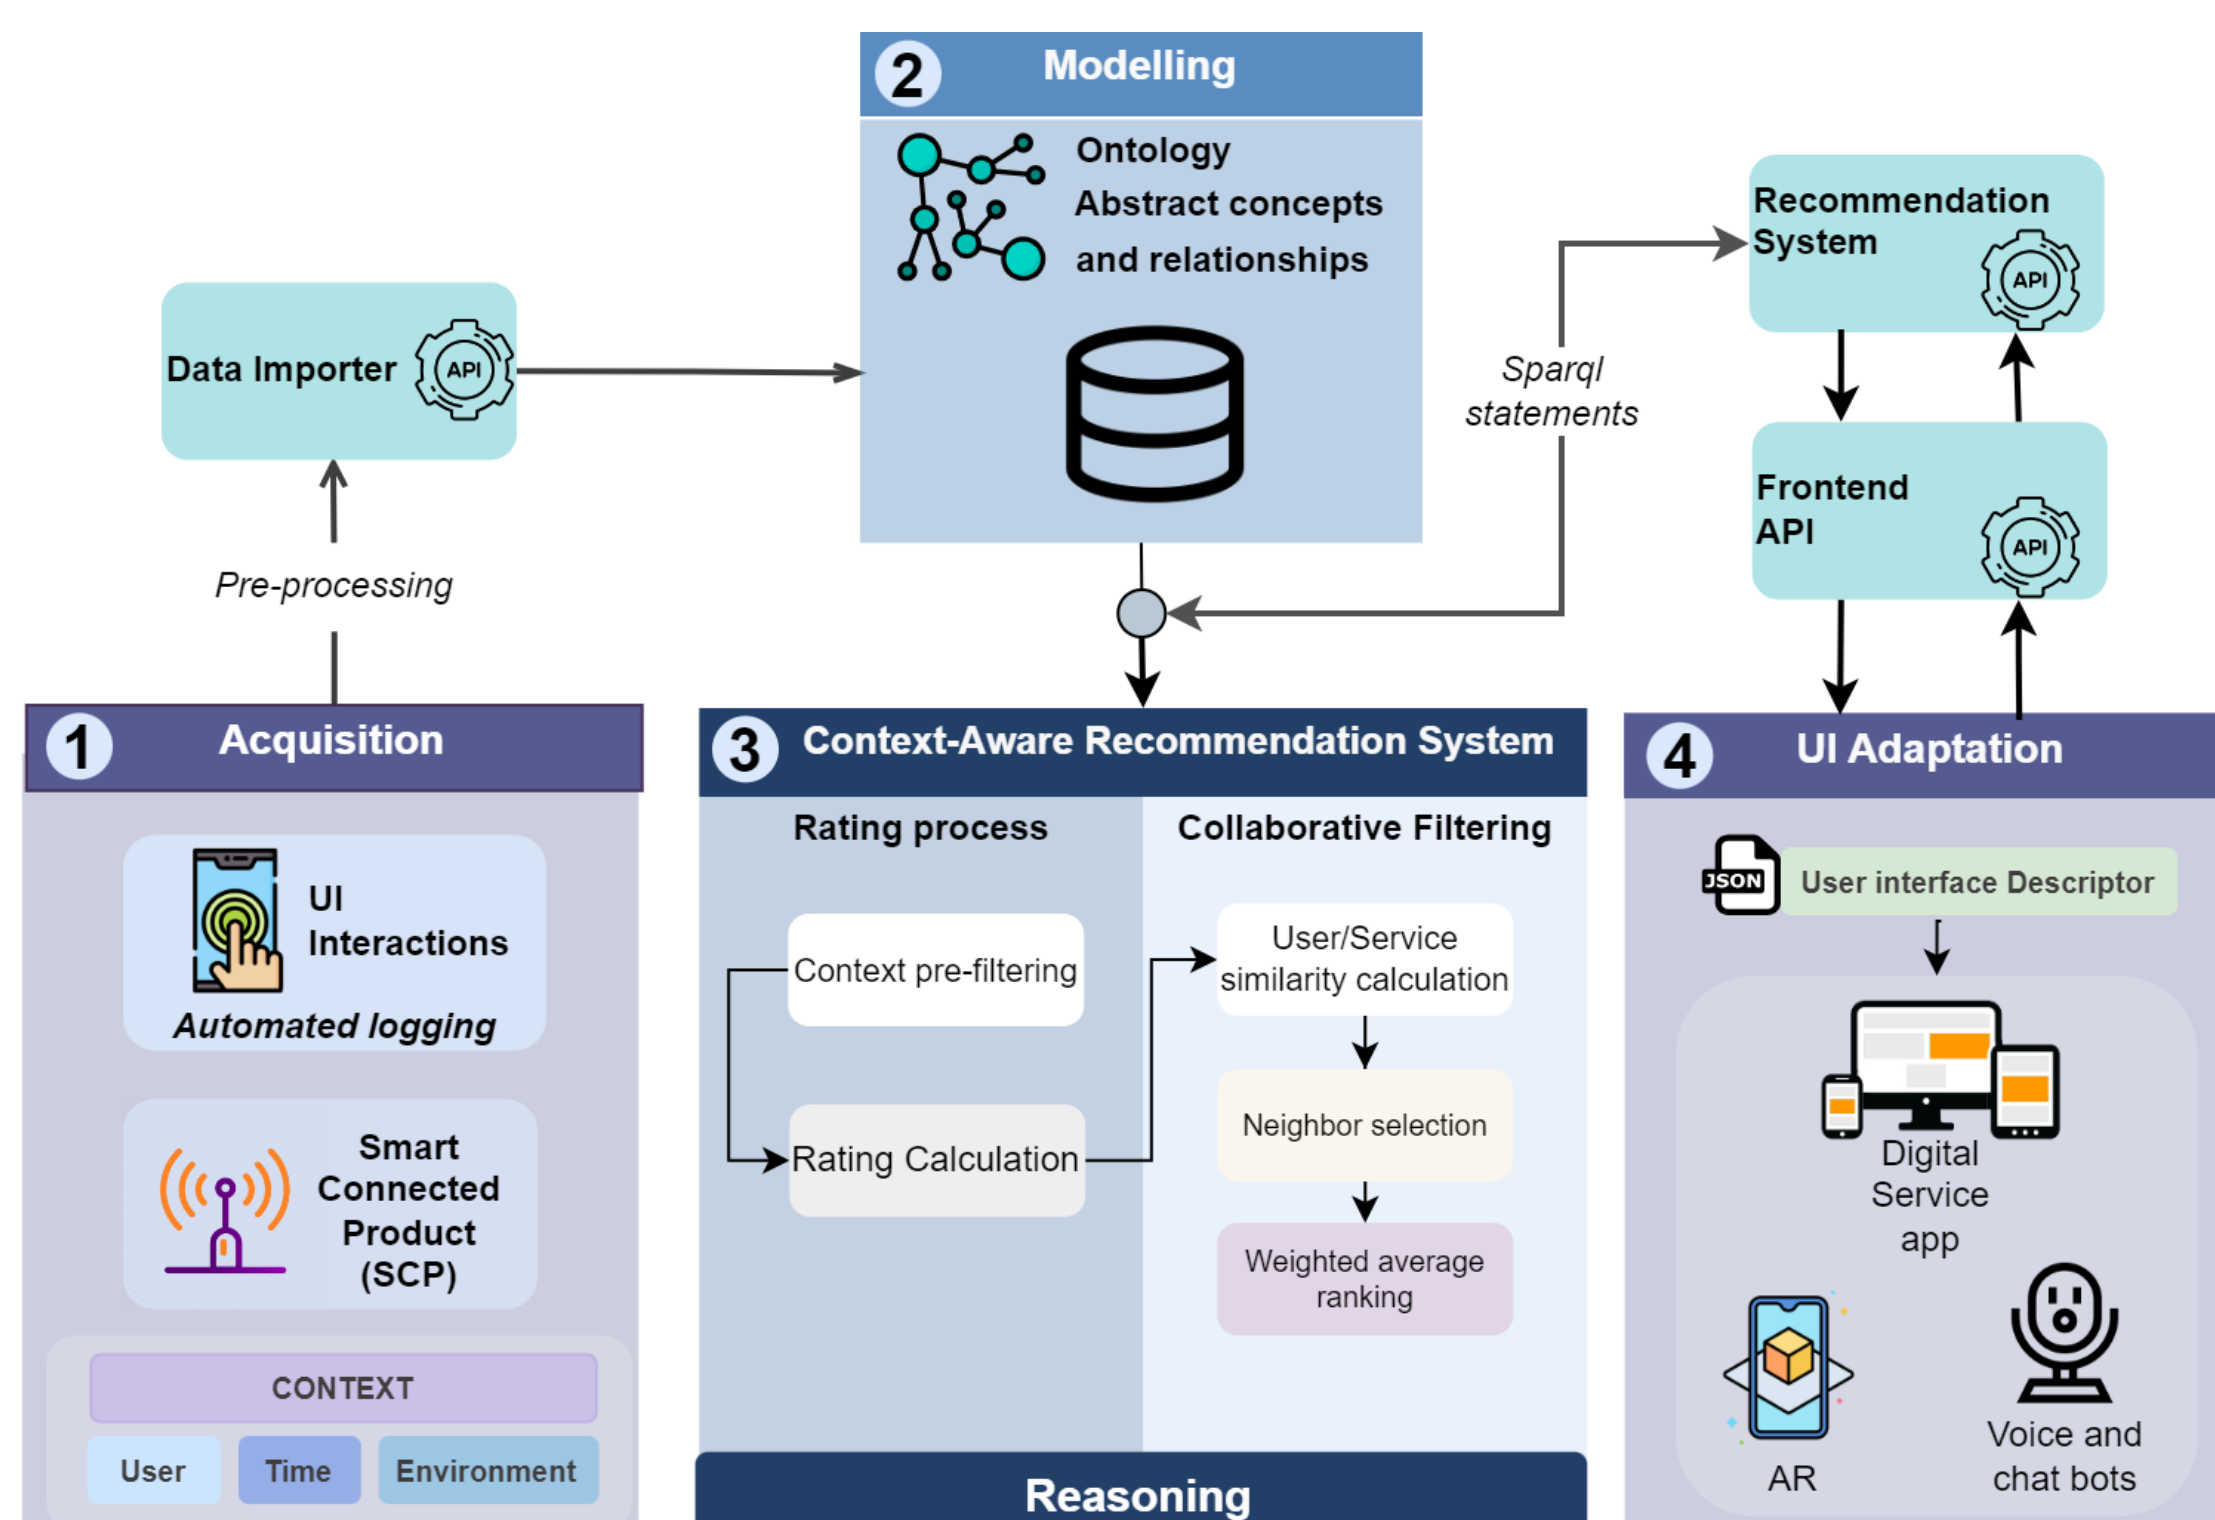 2
Modelling
Ontology
Abstract concepts
and relationships
Data Importer
API
Pre-processing
Sparql
statements
Recommendation
System
API
Frontend
API
API
1
Acquisition
UI
Interactions
Automated logging
Smart
Connected
Product
(SCP)
CONTEXT
User
Time
Environment
3
Context-Aware Recommendation System
Rating process
Context pre-filtering
Rating Calculation
Collaborative Filtering
User/Service
similarity calculation
Neighbor selection
Weighted average
ranking
Reasoning
4
UI Adaptation
JSON
User interface Descriptor
Digital
Service
app
AR
Voice and
chat bots